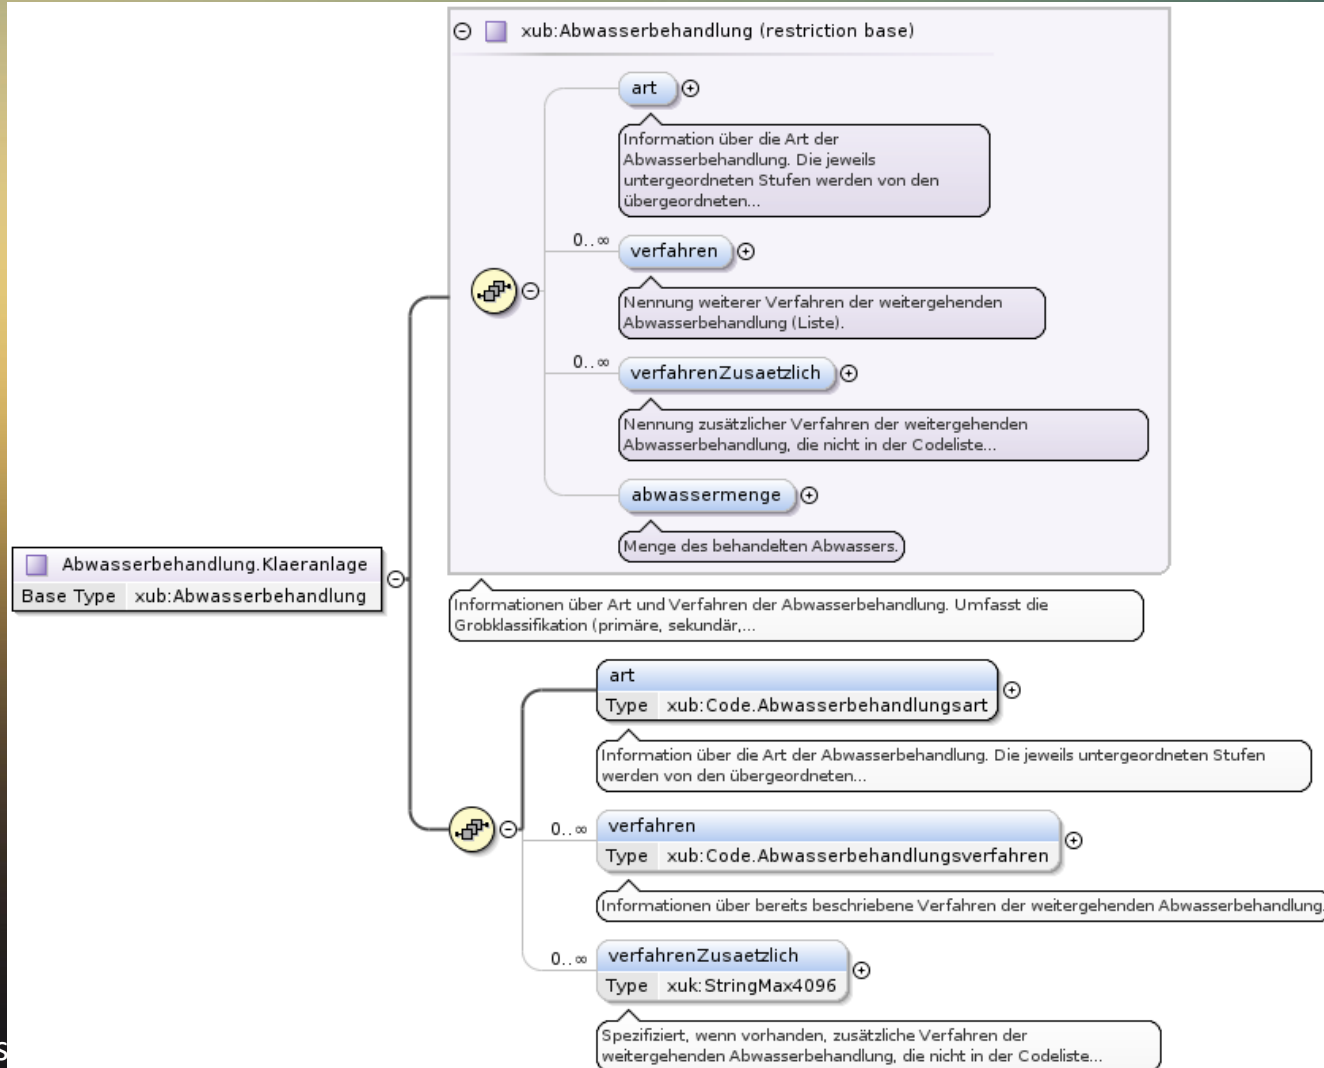 xub:Abwasserbehandlung (restriction base)
art
Information über die Art der
Abwasserbehandlung. Die jeweils
untergeordneten Stufen werden von den
übergeordneten...
0..∞
verfahren
Nennung weiterer Verfahren der weitergehenden
Abwasserbehandlung (Liste).
0..∞
verfahrenZusaetzlich
Nennung zusätzlicher Verfahren der weitergehenden
Abwasserbehandlung, die nicht in der Codeliste...
abwassermenge
Menge des behandelten Abwassers.
Abwasserbehandlung.Klaeranlage
Base Type xub:Abwasserbehandlung
Informationen über Art und Verfahren der Abwasserbehandlung. Umfasst die
Grobklassifikation (primäre, sekundär,...
art
Type xub:Code.Abwasserbehandlungsart
Information über die Art der Abwasserbehandlung. Die jeweils untergeordneten Stufen
werden von den übergeordneten...
0..∞
verfahren
Type xub:Code.Abwasserbehandlungsverfahren
Informationen über bereits beschriebene Verfahren der weitergehenden Abwasserbehandlung.
0..∞
verfahrenZusaetzlich
Type xuk:StringMax4096
Spezifiziert, wenn vorhanden, zusätzliche Verfahren der
weitergehenden Abwasserbehandlung, die nicht in der Codeliste...